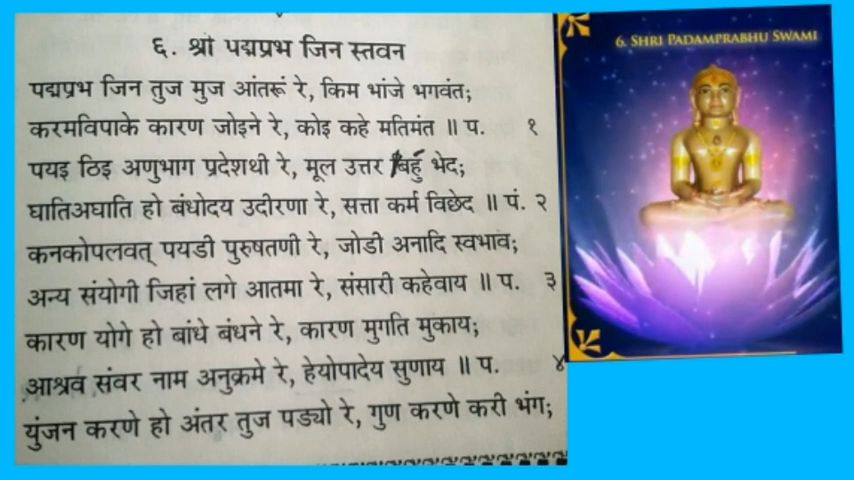 ६. श्री पद्मप्रभ जिन स्तवन
पद्मप्रभ जिन तुज मुज आंतरूं रे, किम भांजे भगवंत;
करमविपाके कारण जोइने रे, कोइ कहे मतिमंत ॥ प. १
पयइ ठिइ अणुभाग प्रदेशथी रे, मूल उत्तर बिहुं भेद;
घातिअघाति हो बंधोदय उदीरणा रे, सत्ता कर्म विछेद ॥ पं. २
कनकोपलवत् पयडी पुरुषतणी रे, जोडी अनादि स्वभाव;
अन्य संयोगी जिहां लगे आतमा रे, संसारी कहेवाय ॥ प. ३
कारण योगे हो बांधे बंधने रे, कारण मुगति मुकाय;
आश्रव संवर नाम अनुक्रमे रे, हेयोपादेय सुणाय ॥ प. ४
युंजन करणे हो अंतर तुज पड्यो रे, गुण करणे करी भंग;
6. SHRI PADAMPRABHU SWAMI